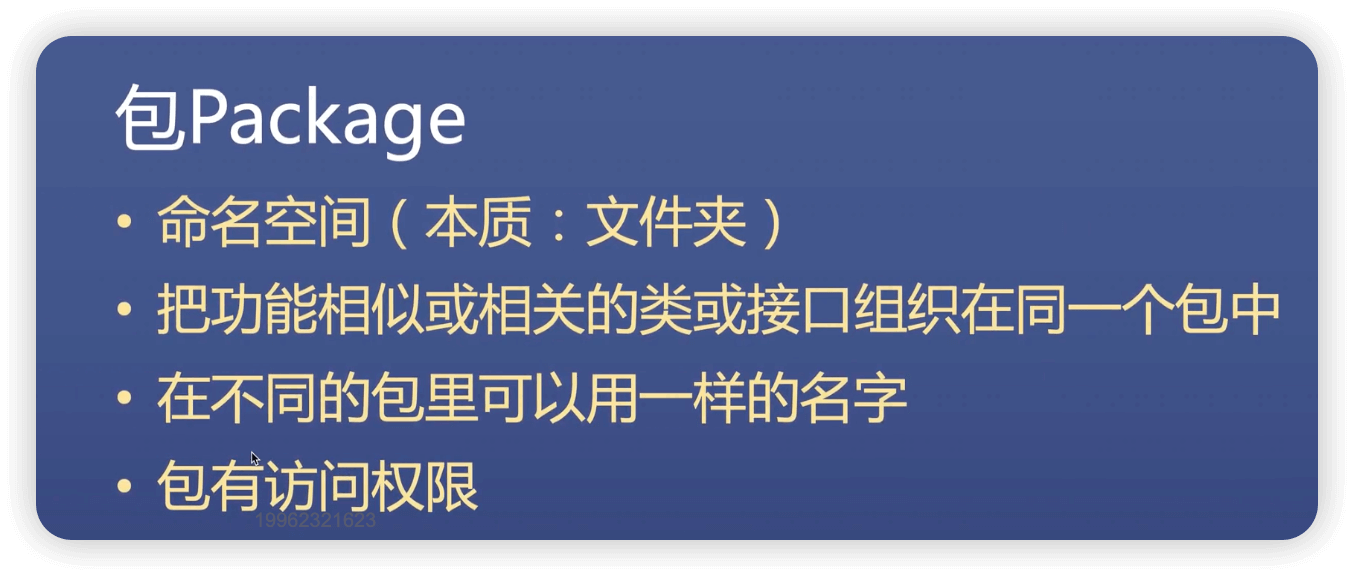 包Package
• 命名空间（本质：文件夹）
• 把功能相似或相关的类或接口组织在同一个包中
• 在不同的包里可以用一样的名字
• 包有访问权限
19962321623